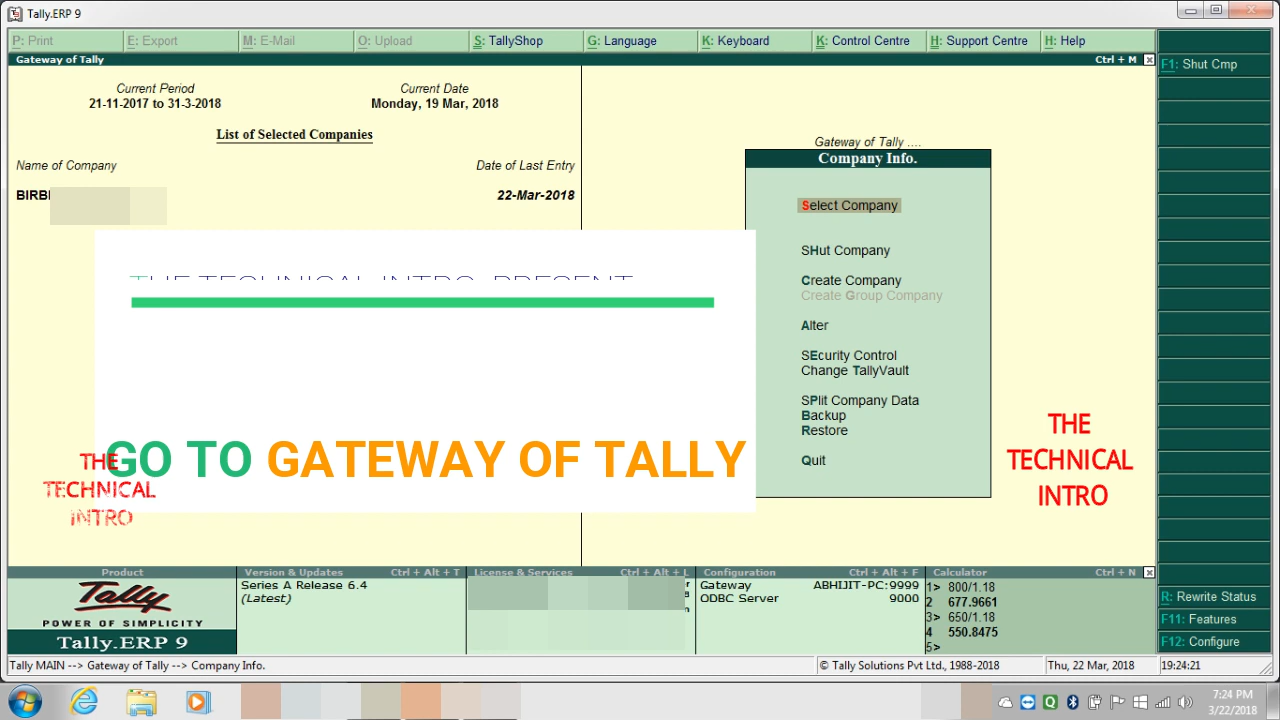 Tally.ERP 9
P: Print E: Export M: E-Mail O: Upload S: TallyShop G: Language K: Keyboard K: Control Centre H: Support Centre H: Help
Gateway of Tally Ctrl + M
F1: Shut Cmp
Current Period Current Date
21-11-2017 to 31-3-2018 Monday, 19 Mar, 2018
List of Selected Companies
Name of Company Date of Last Entry
22-Mar-2018
Gateway of Tally ....
Company Info.
Select Company
SHut Company
Create Company
Create Group Company
Alter
SEcurity Control
Change TallyVault
SPlit Company Data
Backup
Restore
Quit
THE TECHNICAL INTRO PRESENT
GO TO GATEWAY OF TALLY
THE
TECHNICAL
INTRO
THE
TECHNICAL
INTRO
Product
Tally
POWER OF SIMPLICITY
Tally.ERP 9
Version & Updates Ctrl + Alt + T
Series A Release 6.4
(Latest)
License & Services Ctrl + Alt + L
Configuration Ctrl + Alt + F
Gateway ABHIJIT-PC:9999
ODBC Server 9000
Calculator Ctrl + N
1> 800/1.18
2 677.9661
3> 650/1.18
4 550.8475
5>
R: Rewrite Status
F11: Features
F12: Configure
Tally MAIN --> Gateway of Tally --> Company Info. © Tally Solutions Pvt Ltd., 1988-2018 Thu, 22 Mar, 2018 19:24:21
7:24 PM
3/22/2018